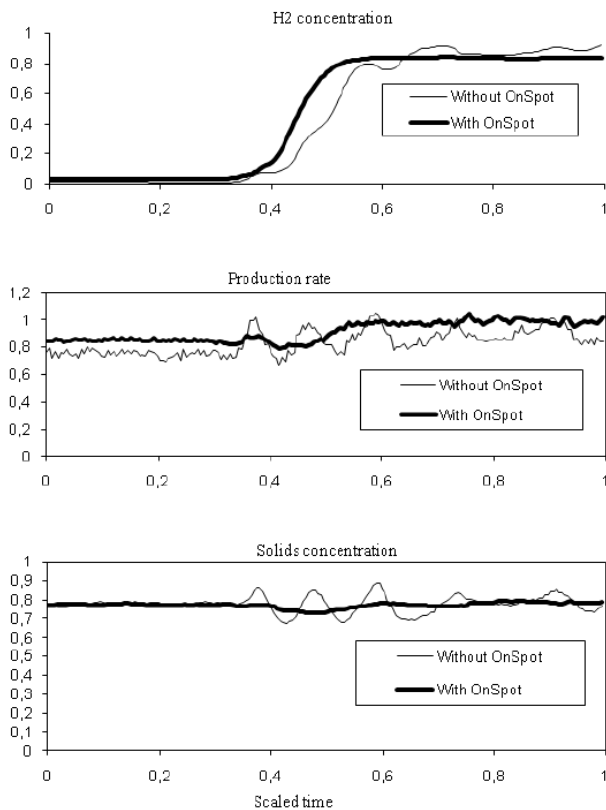 H2 concentration
1
0,8
0,6
0,4
0,2
0
Without OnSpot
With OnSpot
0 0,2 0,4 0,6 0,8 1
Production rate
1,2
1
0,8
0,6
0,4
0,2
0
Without OnSpot
With OnSpot
0 0,2 0,4 0,6 0,8 1
Solids concentration
1
0,9
0,8
0,7
0,6
0,5
0,4
0,3
0,2
0,1
0
Without OnSpot
With OnSpot
0 0,2 0,4 0,6 0,8 1
Scaled time